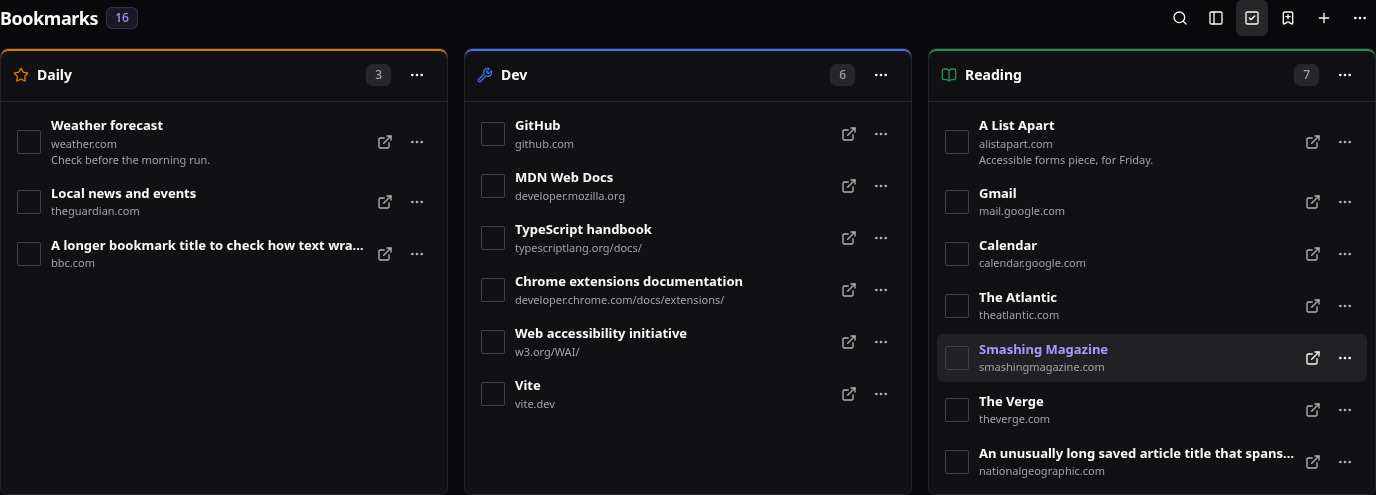 Bookmarks 16
Daily 3
Weather forecast
weather.com
Check before the morning run.
Local news and events
theguardian.com
A longer bookmark title to check how text wra...
bbc.com
Dev 6
GitHub
github.com
MDN Web Docs
developer.mozilla.org
TypeScript handbook
typescriptlang.org/docs/
Chrome extensions documentation
developer.chrome.com/docs/extensions/
Web accessibility initiative
w3.org/WAI/
Vite
vite.dev
Reading 7
A List Apart
alistapart.com
Accessible forms piece, for Friday.
Gmail
mail.google.com
Calendar
calendar.google.com
The Atlantic
theatlantic.com
Smashing Magazine
smashingmagazine.com
The Verge
theverge.com
An unusually long saved article title that spans...
nationalgeographic.com